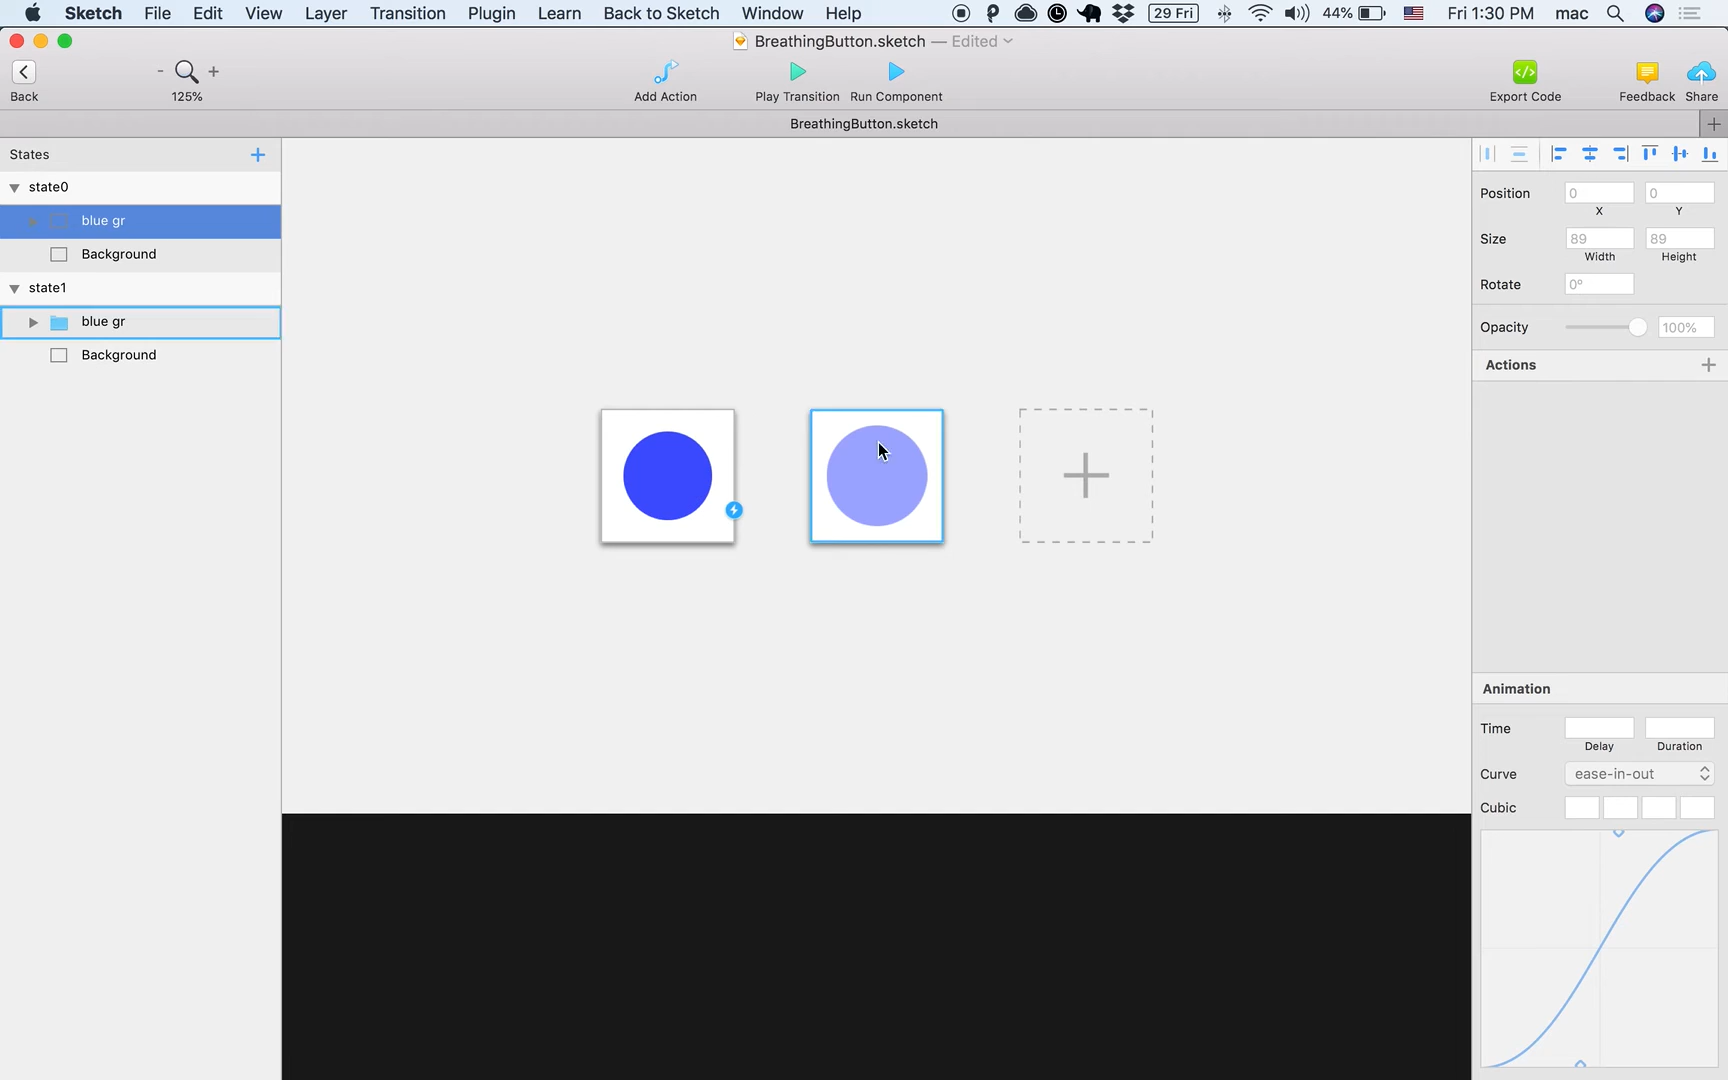 Sketch File Edit View Layer Transition Plugin Learn Back to Sketch Window Help 29 Fri 44% Fri 1:30 PM mac
BreathingButton.sketch — Edited
Back - + 125% Add Action Play Transition Run Component Export Code Feedback Share
BreathingButton.sketch
States
state0
blue gr
Background
state1
blue gr
Background
Position 0 0
X Y
Size 89 89
Width Height
Rotate 0°
Opacity 100%
Actions
Animation
Time
Delay Duration
Curve ease-in-out
Cubic